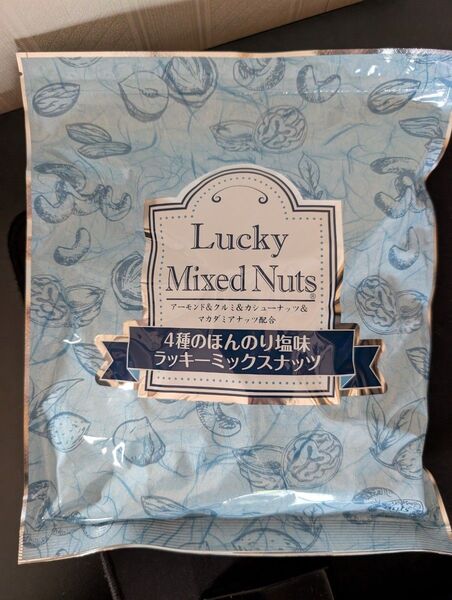 Lucky
Mixed Nuts®
アーモンド&クルミ&カシューナッツ&
マカダミアナッツ配合
4種のほんのり塩味
ラッキーミックスナッツ